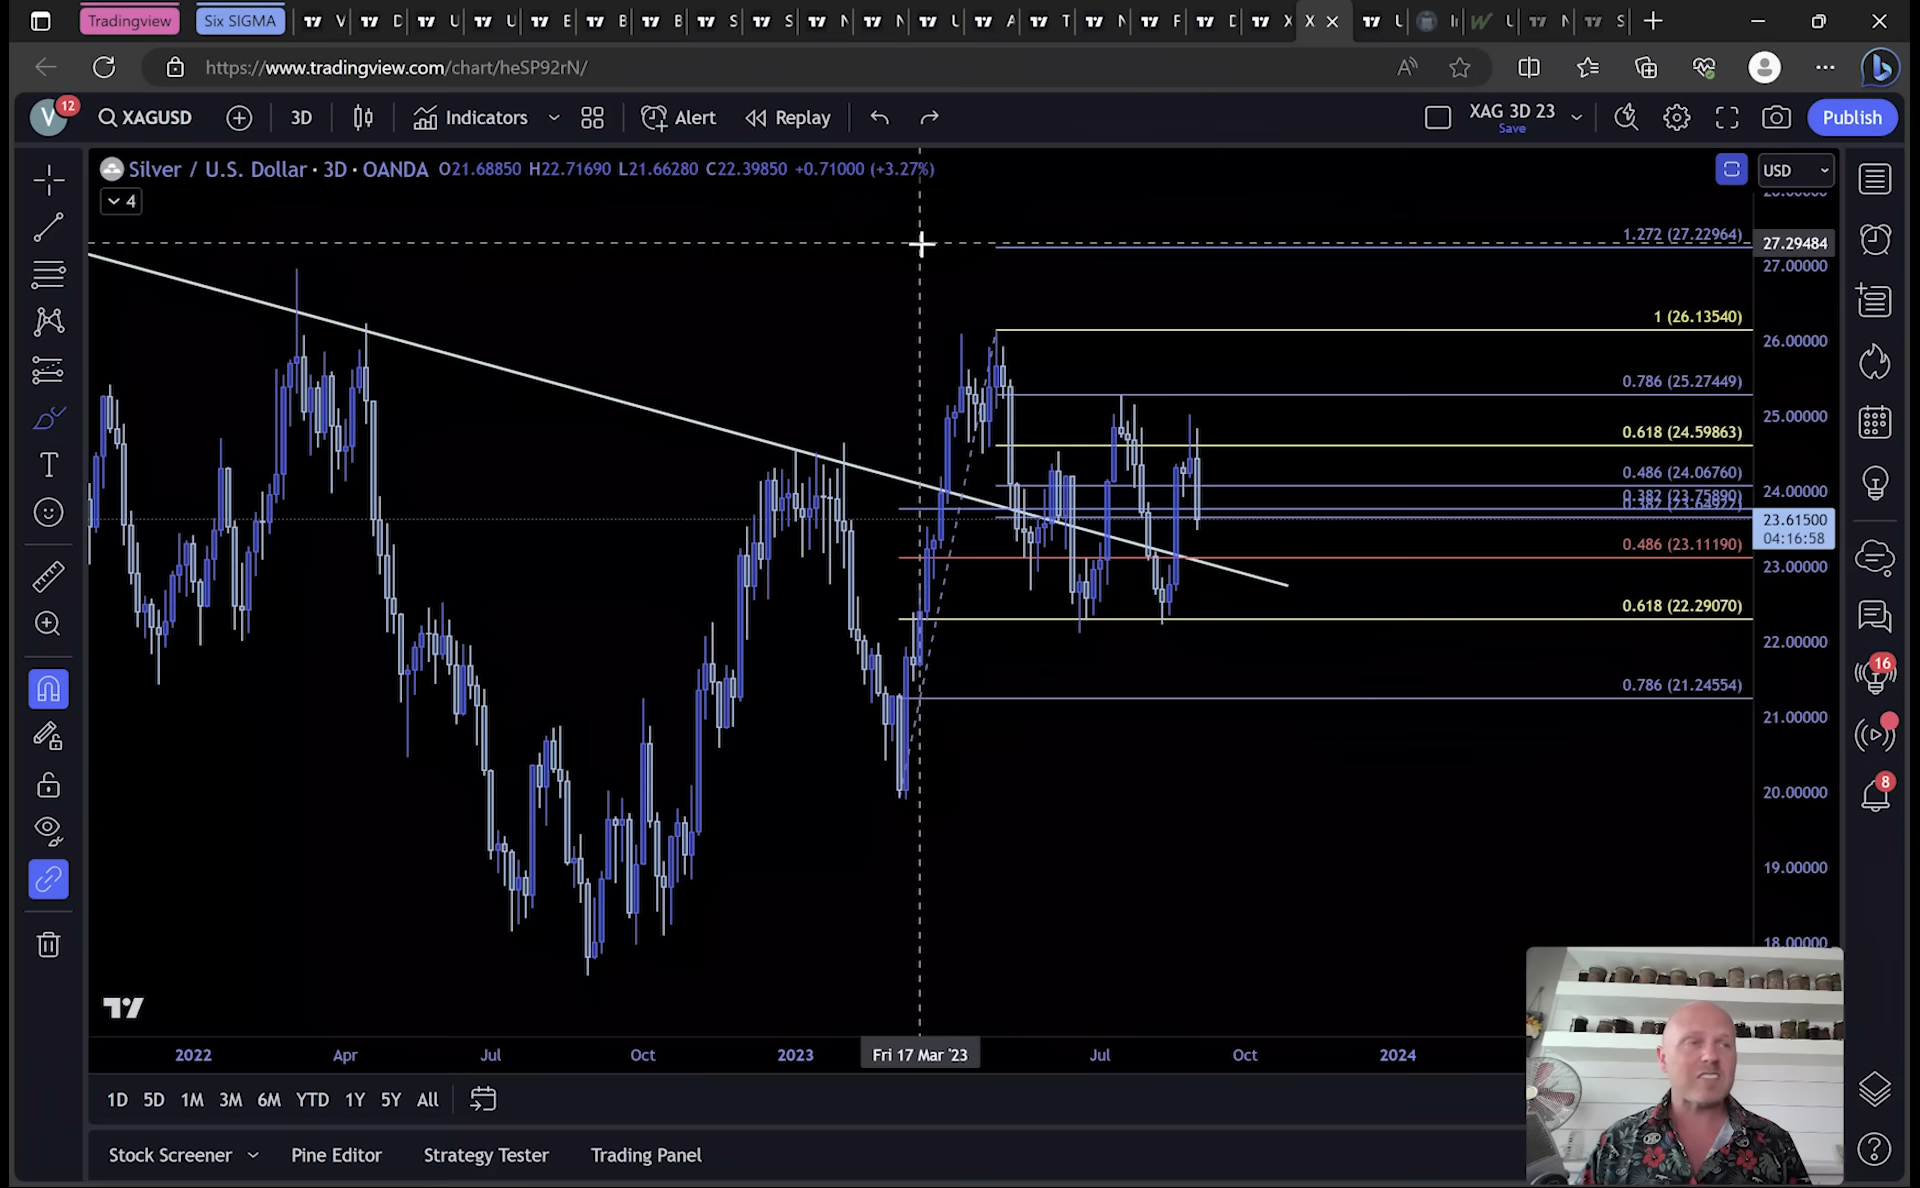 Tradingview Six SIGMA
https://www.tradingview.com/chart/heSP92rN/
V 12 XAGUSD 3D Indicators Alert Replay XAG 3D 23 Save Publish
Silver / U.S. Dollar · 3D · OANDA O21.68850 H22.71690 L21.66280 C22.39850 +0.71000 (+3.27%) USD
4
1.272 (27.22964) 27.29484
27.00000
1 (26.13540)
26.00000
0.786 (25.27449)
25.00000
0.618 (24.59863)
0.486 (24.06760)
24.00000
0.382 (23.75890)
23.61500
04:16:58
0.486 (23.11190)
23.00000
0.618 (22.29070)
22.00000
16
0.786 (21.24554)
21.00000
8
20.00000
19.00000
18.00000
2022 Apr Jul Oct 2023 Fri 17 Mar '23 Jul Oct 2024
1D 5D 1M 3M 6M YTD 1Y 5Y All
Stock Screener Pine Editor Strategy Tester Trading Panel